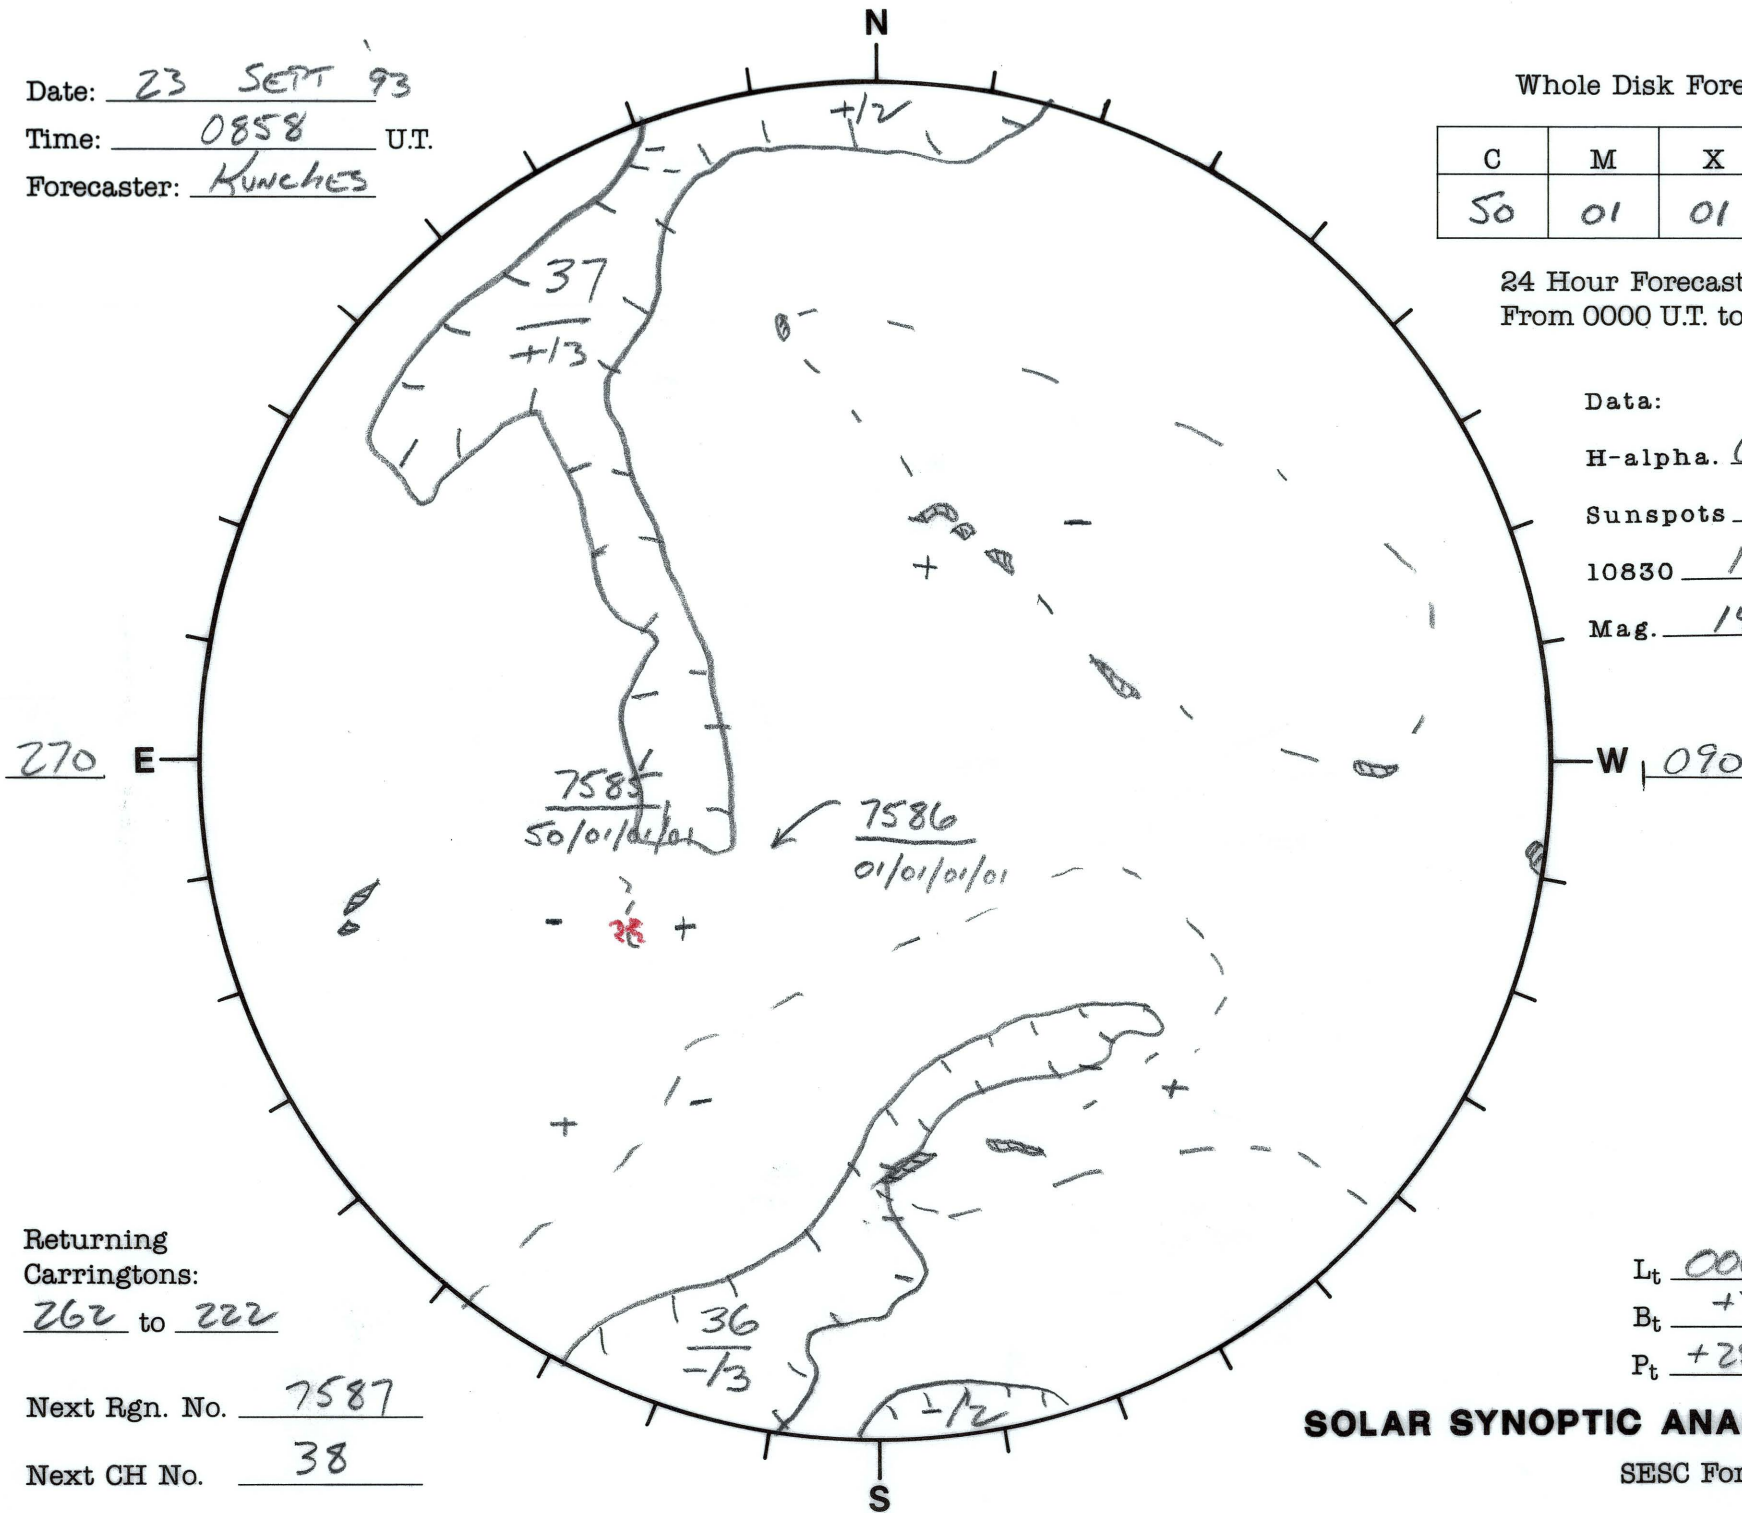 N
Date: 23 SEPT 93
Time: 0858 U.T.
Forecaster: KUNCHES
Whole Disk Fore
C M X
50 01 01
24 Hour Forecast
From 0000 U.T. to
Data:
H-alpha.
Sunspots
10830
Mag.
+/2
37
+/3
270 E
W 090
7585
50/01/01/01
7586
01/01/01/01
Returning
Carringtons:
262 to 222
Next Rgn. No. 7587
Next CH No. 38
36
-/3
-/2
Lt 00
Bt +
Pt +2
SOLAR SYNOPTIC ANA
SESC For
S